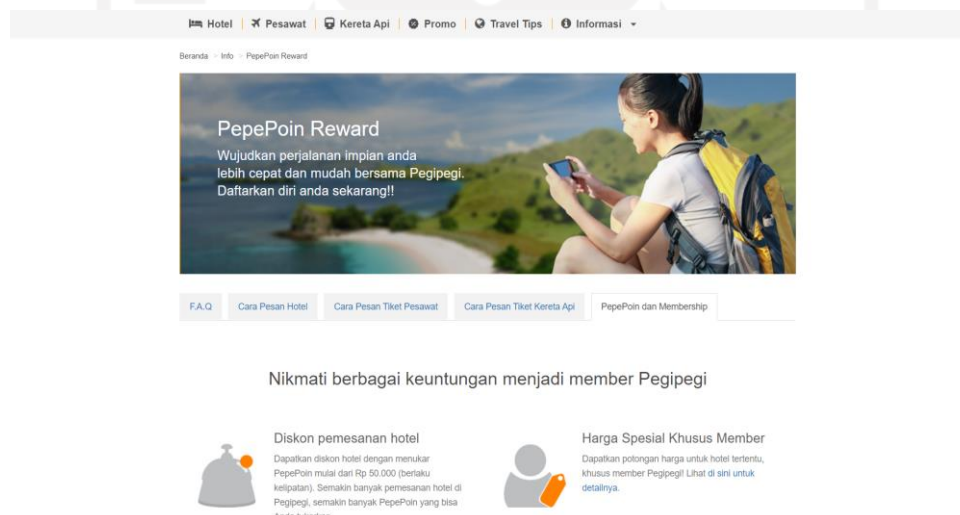 Hotel Pesawat Kereta Api Promo Travel Tips Informasi
Beranda > Info > PepePoin Reward
PepePoin Reward
Wujudkan perjalanan impian anda
lebih cepat dan mudah bersama Pegipegi.
Daftarkan diri anda sekarang!!
F.A.Q Cara Pesan Hotel Cara Pesan Tiket Pesawat Cara Pesan Tiket Kereta Api PepePoin dan Membership
Nikmati berbagai keuntungan menjadi member Pegipegi
Diskon pemesanan hotel
Dapatkan diskon hotel dengan menukar
PepePoin mulai dari Rp 50.000 (berlaku
kelipatan). Semakin banyak pemesanan hotel di
Pegipegi, semakin banyak PepePoin yang bisa
Harga Spesial Khusus Member
Dapatkan potongan harga untuk hotel tertentu,
khusus member Pegipegi! Lihat di sini untuk
detailnya.